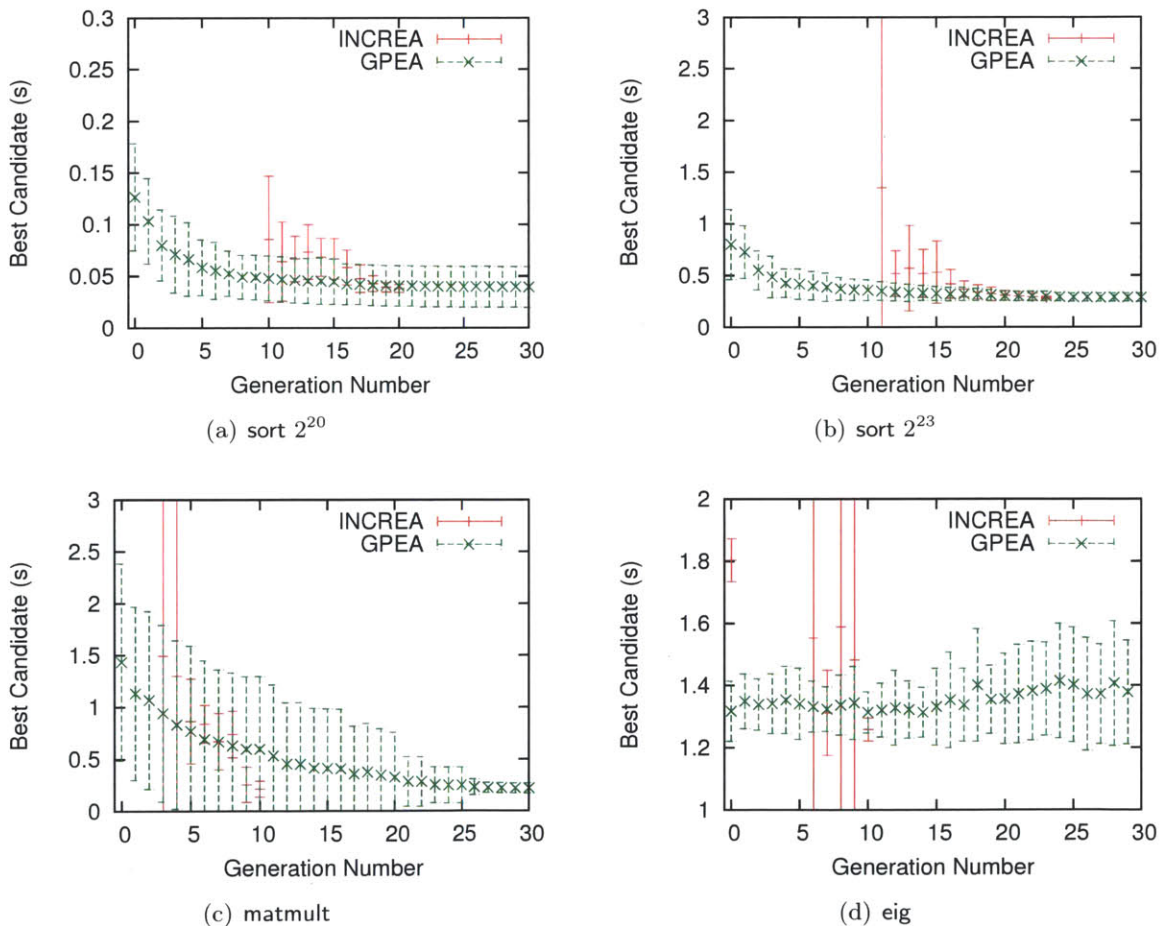 INCREA
GPEA
Best Candidate (s)
0.3
0.25
0.2
0.15
0.1
0.05
0
0 5 10 15 20 25 30
Generation Number
(a) sort 2^20
INCREA
GPEA
Best Candidate (s)
3
2.5
2
1.5
1
0.5
0
0 5 10 15 20 25 30
Generation Number
(b) sort 2^23
INCREA
GPEA
Best Candidate (s)
3
2.5
2
1.5
1
0.5
0
0 5 10 15 20 25 30
Generation Number
(c) matmult
INCREA
GPEA
Best Candidate (s)
2
1.8
1.6
1.4
1.2
1
0 5 10 15 20 25 30
Generation Number
(d) eig